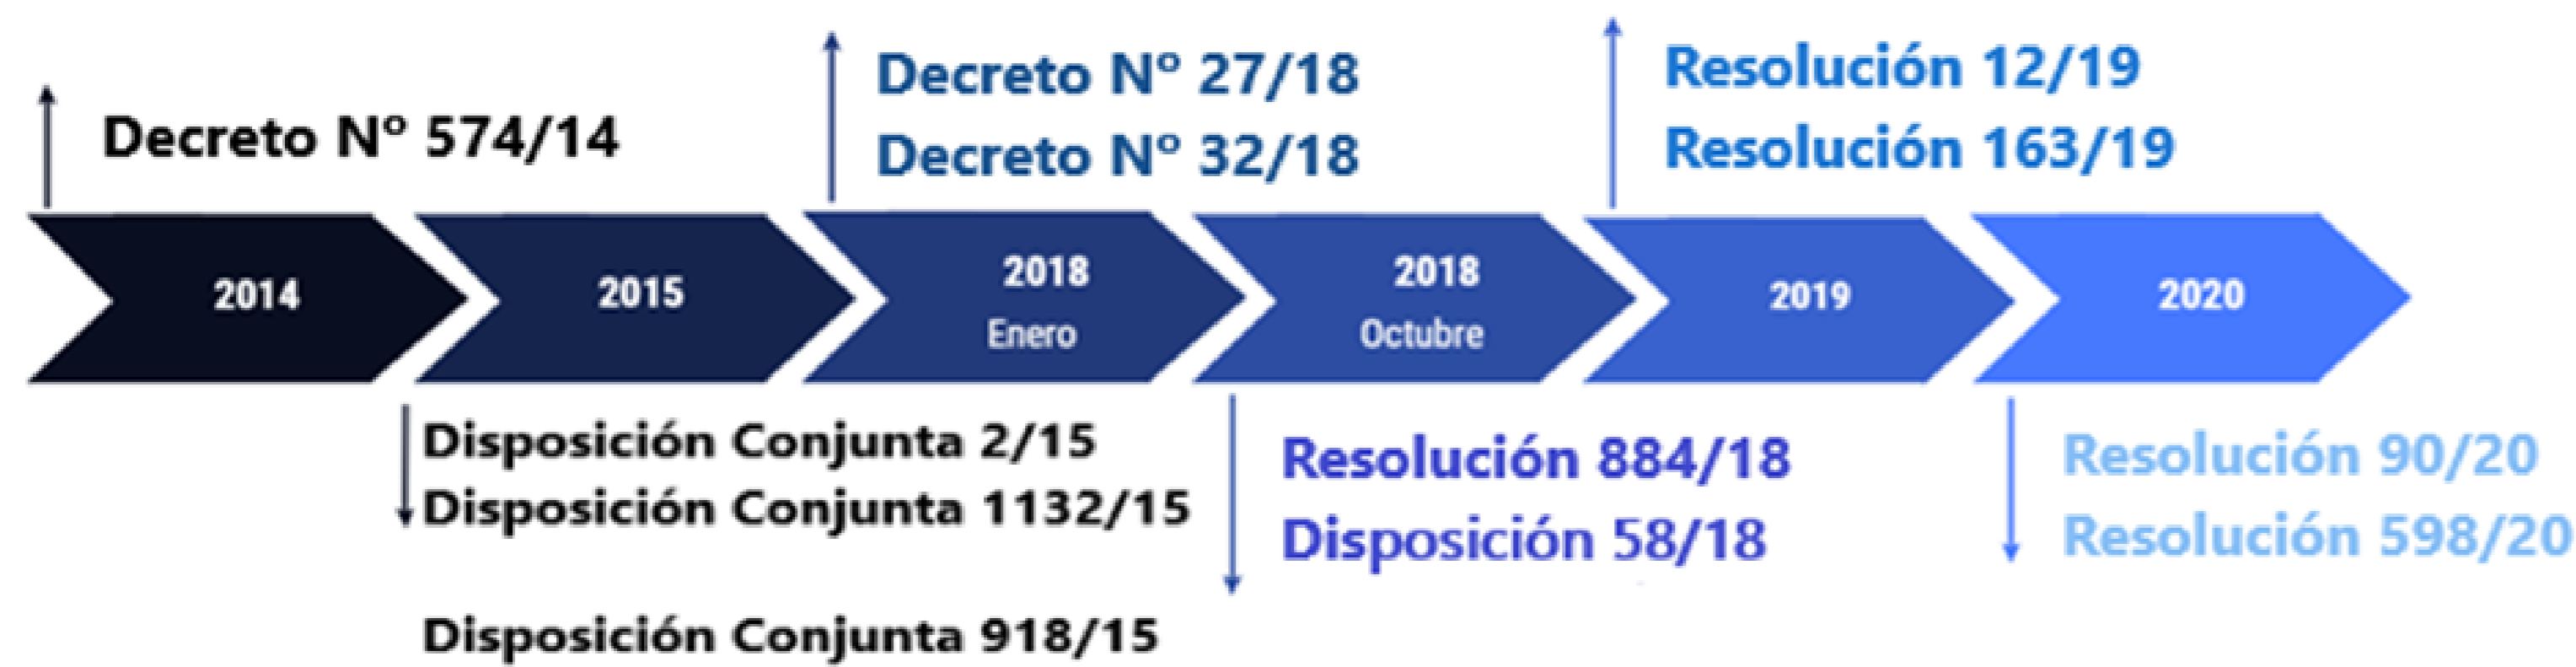 Decreto Nº 574/14
Decreto Nº 27/18
Decreto Nº 32/18
Resolución 12/19
Resolución 163/19
2014
2015
2018
Enero
2018
Octubre
2019
2020
Disposición Conjunta 2/15
Disposición Conjunta 1132/15
Disposición Conjunta 918/15
Resolución 884/18
Disposición 58/18
Resolución 90/20
Resolución 598/20